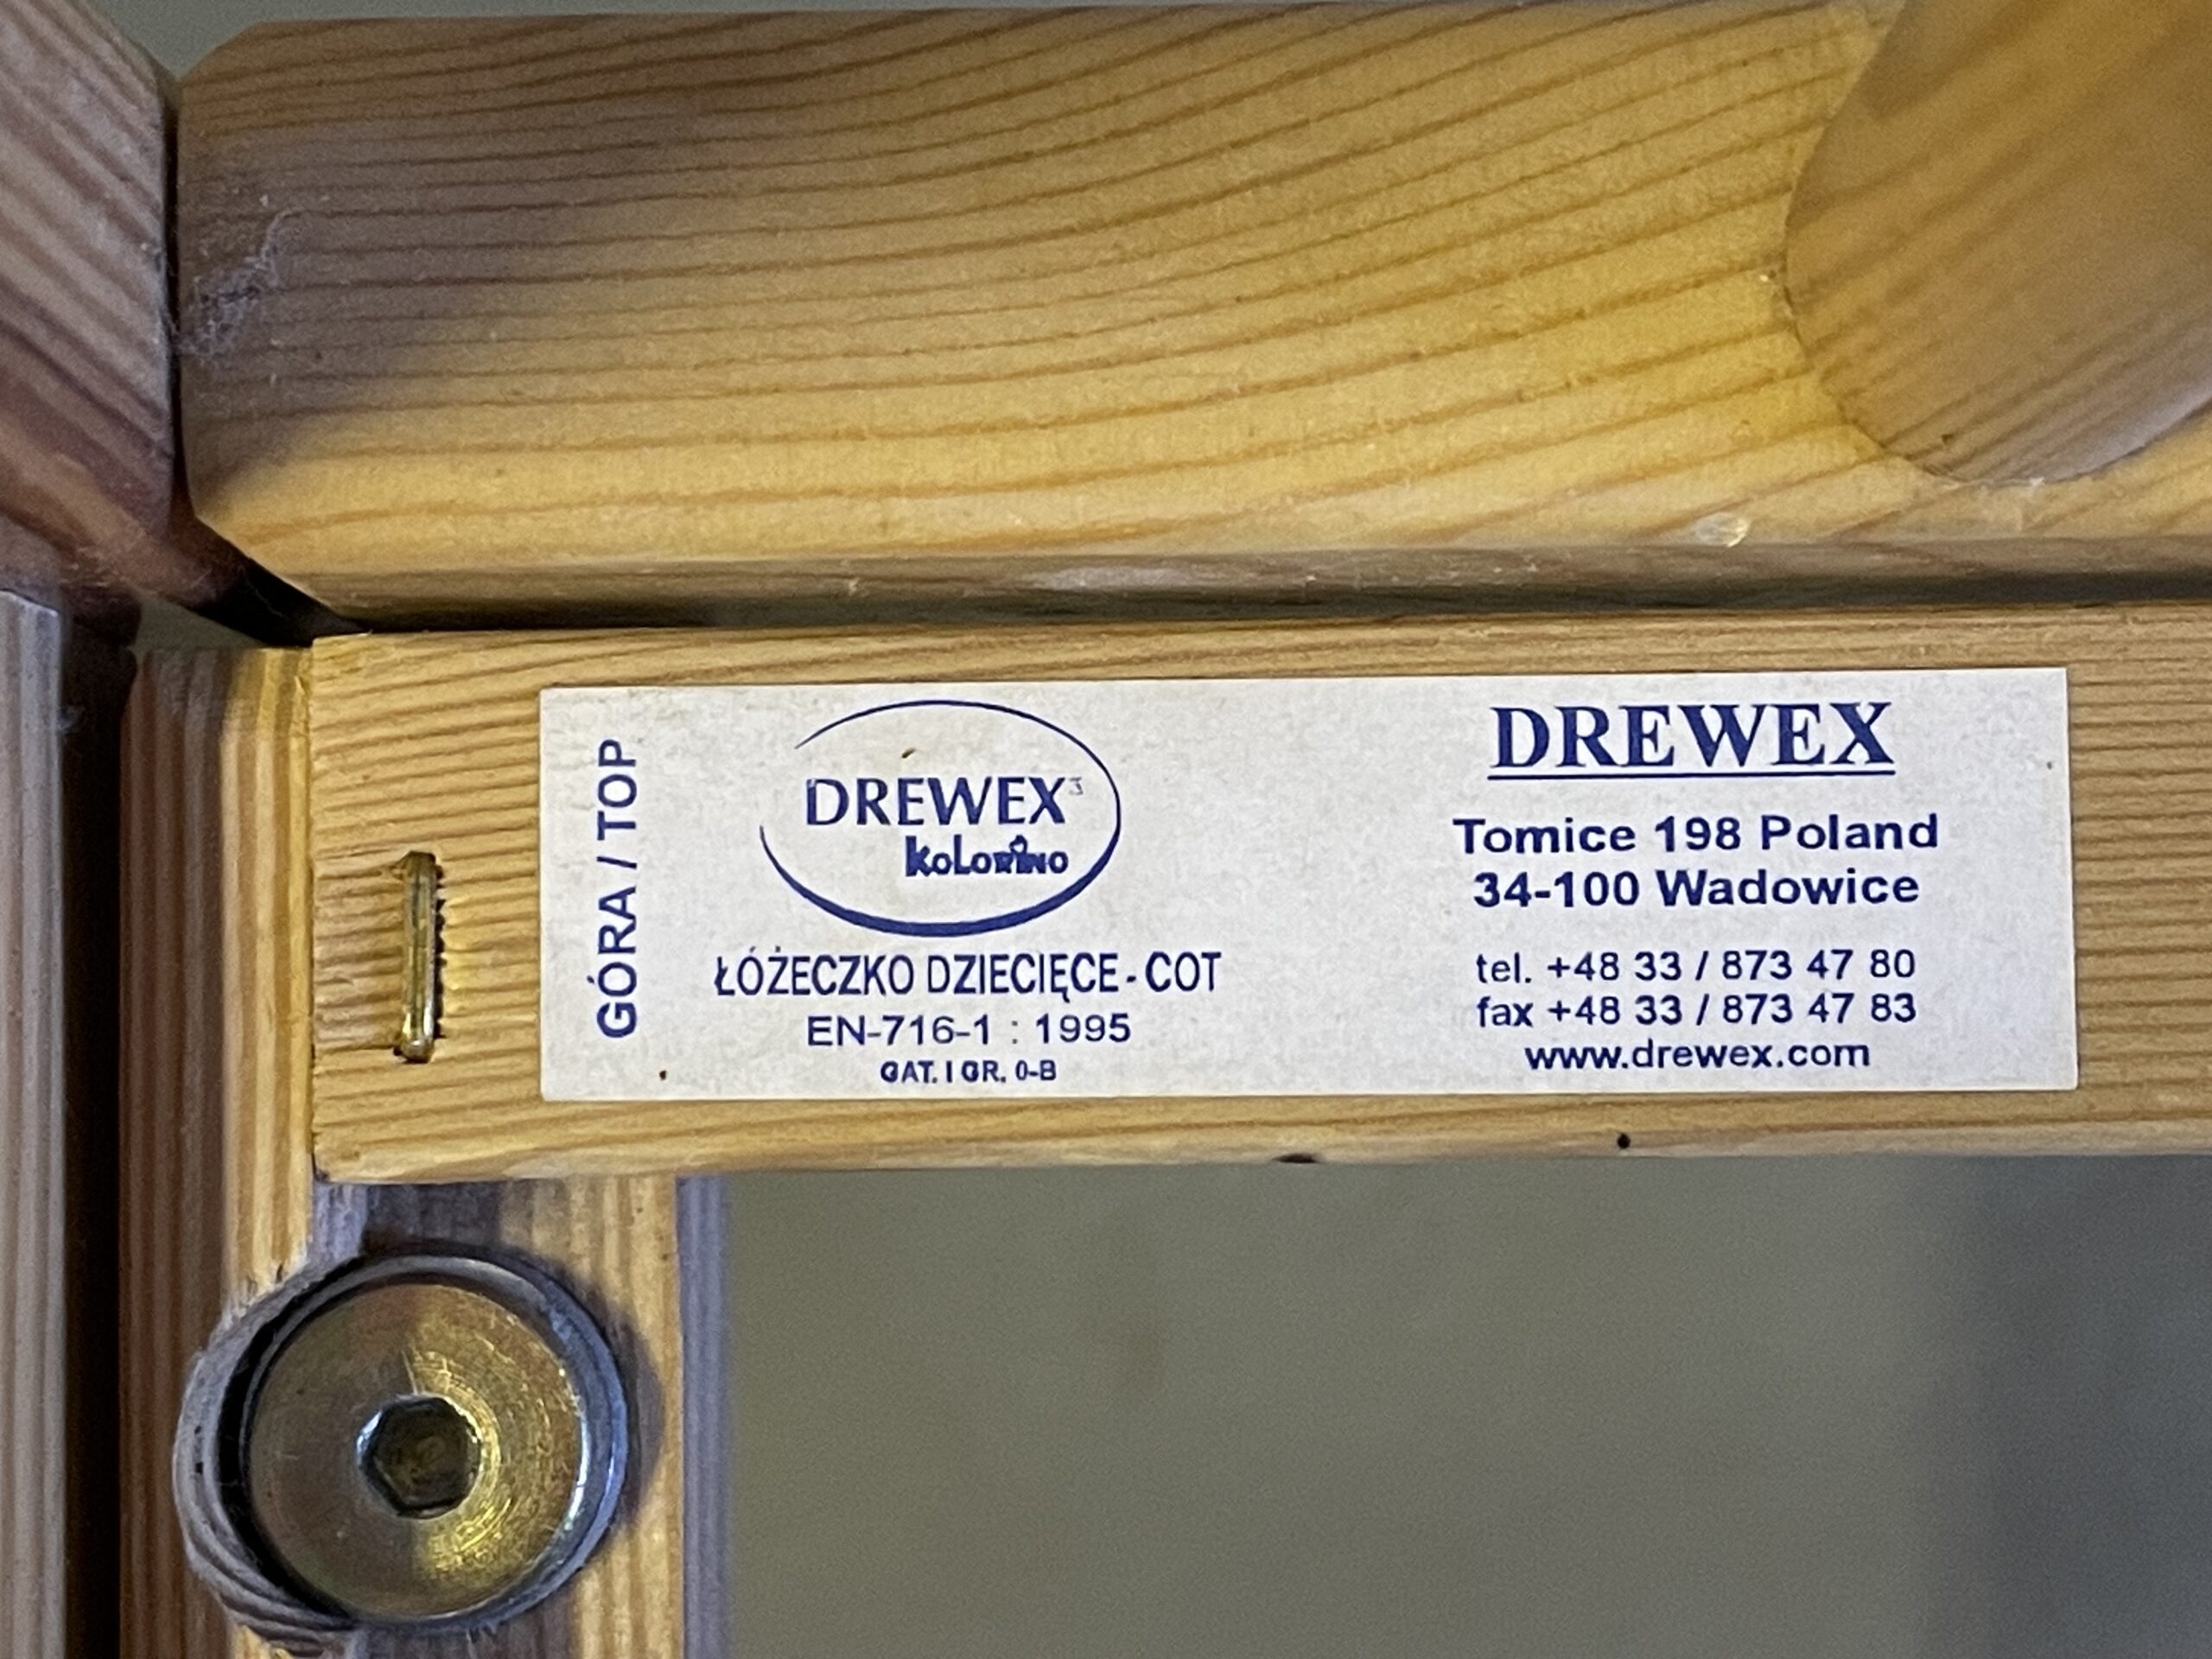 GÓRA / TOP
DREWEX
koLoRiNo
ŁÓŻECZKO DZIECIĘCE - COT
EN-716-1 : 1995
GAT. I GR. 0-B
DREWEX
Tomice 198 Poland
34-100 Wadowice
tel. +48 33 / 873 47 80
fax +48 33 / 873 47 83
www.drewex.com